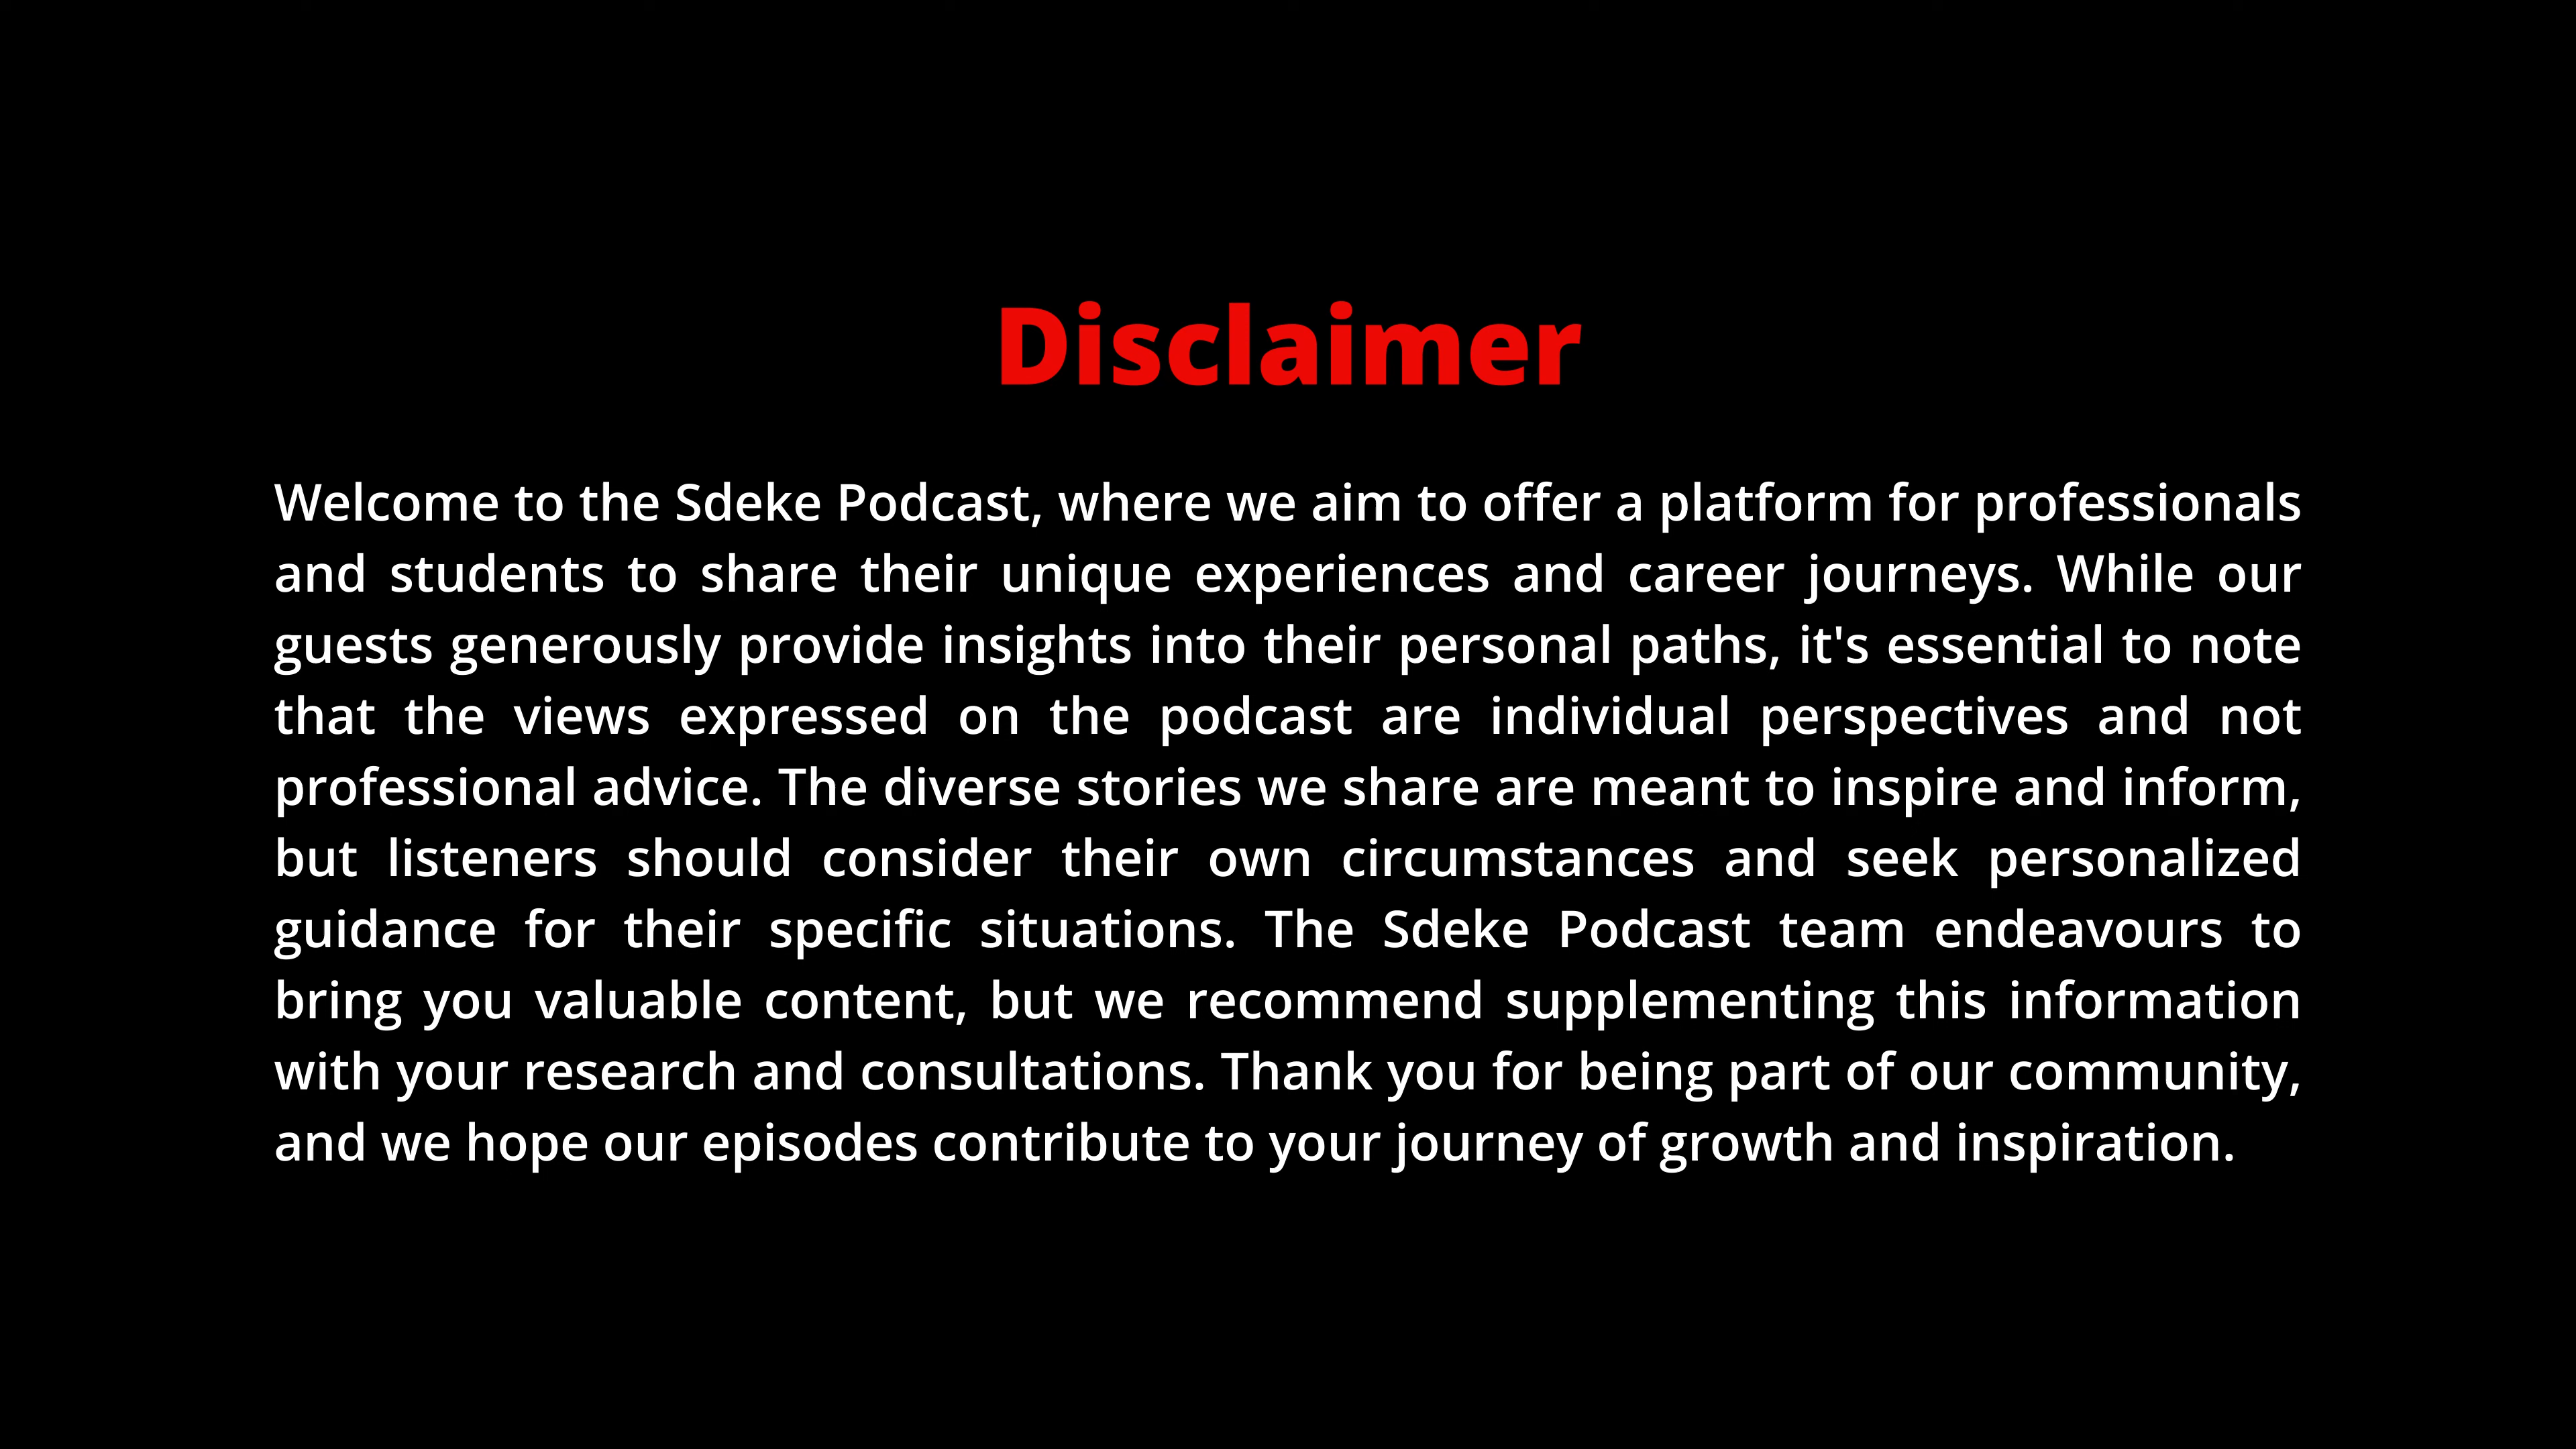 Disclaimer
Welcome to the Sdeke Podcast, where we aim to offer a platform for professionals
and students to share their unique experiences and career journeys. While our
guests generously provide insights into their personal paths, it's essential to note
that the views expressed on the podcast are individual perspectives and not
professional advice. The diverse stories we share are meant to inspire and inform,
but listeners should consider their own circumstances and seek personalized
guidance for their specific situations. The Sdeke Podcast team endeavours to
bring you valuable content, but we recommend supplementing this information
with your research and consultations. Thank you for being part of our community,
and we hope our episodes contribute to your journey of growth and inspiration.